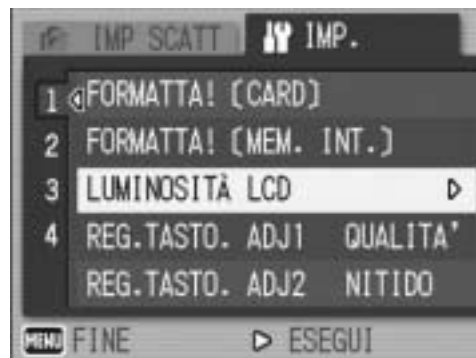 IMP SCATT IMP.
1 FORMATTA! [CARD]
2 FORMATTA! [MEM. INT.]
3 LUMINOSITÀ LCD
4 REG.TASTO. ADJ1 QUALITA'
REG.TASTO. ADJ2 NITIDO
MENU FINE ESEGUI